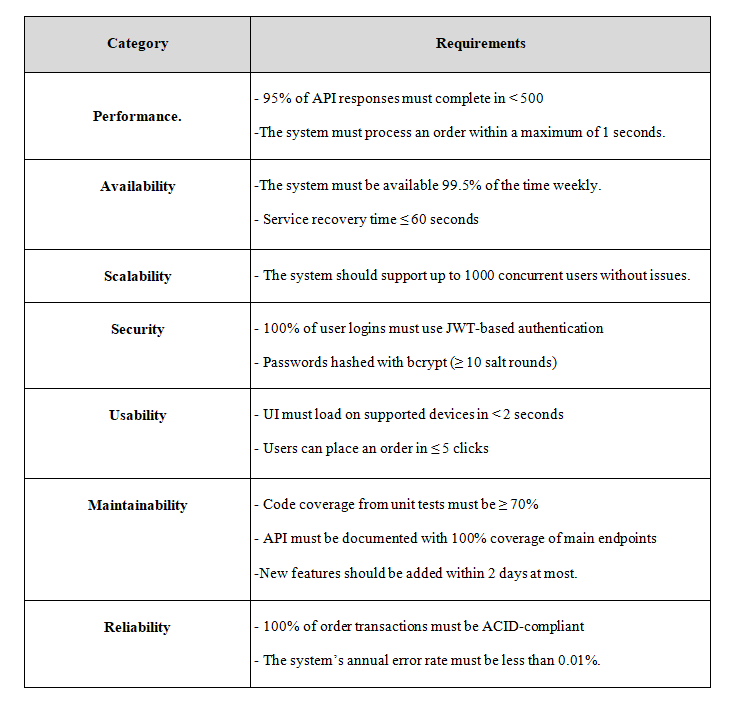 Category
Requirements
Performance.
- 95% of API responses must complete in <500
-The system must process an order within a maximum of 1 seconds.
Availability
-The system must be available 99.5% of the time weekly.
- Service recovery time ≤60 seconds
Scalability
- The system should support up to 1000 concurrent users without issues.
Security
- 100% of user logins must use JWT-based authentication
- Passwords hashed with bcrypt (≥ 10 salt rounds)
Usability
- UI must load on supported devices in <2 seconds
- Users can place an order in ≤5 clicks
Maintainability
- Code coverage from unit tests must be ≥ 70%
- API must be documented with 100% coverage of main endpoints
-New features should be added within 2 days at most.
Reliability
- 100% of order transactions must be ACID-compliant
- The system’s annual error rate must be less than 0.01%.